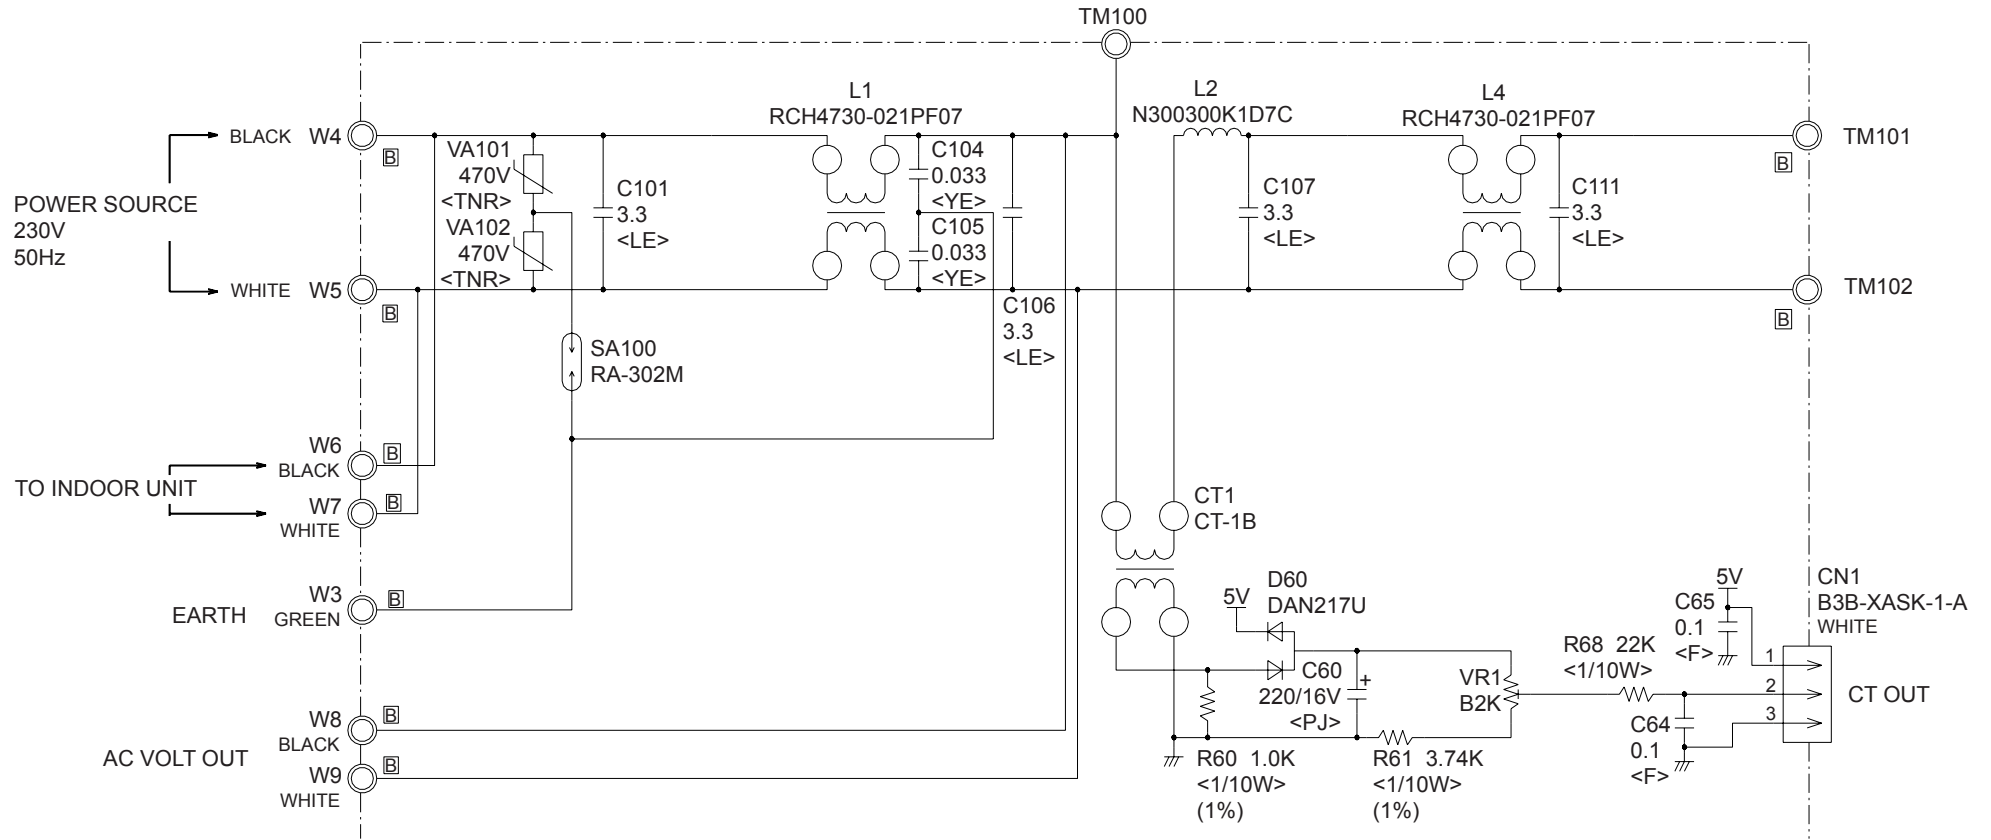 TM100
L1
RCH4730-021PF07
L2
N300300K1D7C
L4
RCH4730-021PF07
POWER SOURCE
230V
50Hz
BLACK W4
B
WHITE W5
B
VA101
470V
<TNR>
VA102
470V
<TNR>
C101
3.3
<LE>
C104
0.033
<YE>
C105
0.033
<YE>
C106
3.3
<LE>
C107
3.3
<LE>
C111
3.3
<LE>
TM101
B
TM102
B
SA100
RA-302M
TO INDOOR UNIT
W6
BLACK
B
W7
WHITE
B
EARTH
W3
GREEN
B
AC VOLT OUT
W8
BLACK
B
W9
WHITE
B
CT1
CT-1B
5V
D60
DAN217U
C60
220/16V
<PJ>
+
R60 1.0K
<1/10W>
(1%)
R61 3.74K
<1/10W>
(1%)
VR1
B2K
R68 22K
<1/10W>
5V
C65
0.1
<F>
C64
0.1
<F>
CN1
B3B-XASK-1-A
WHITE
1
2
3
CT OUT